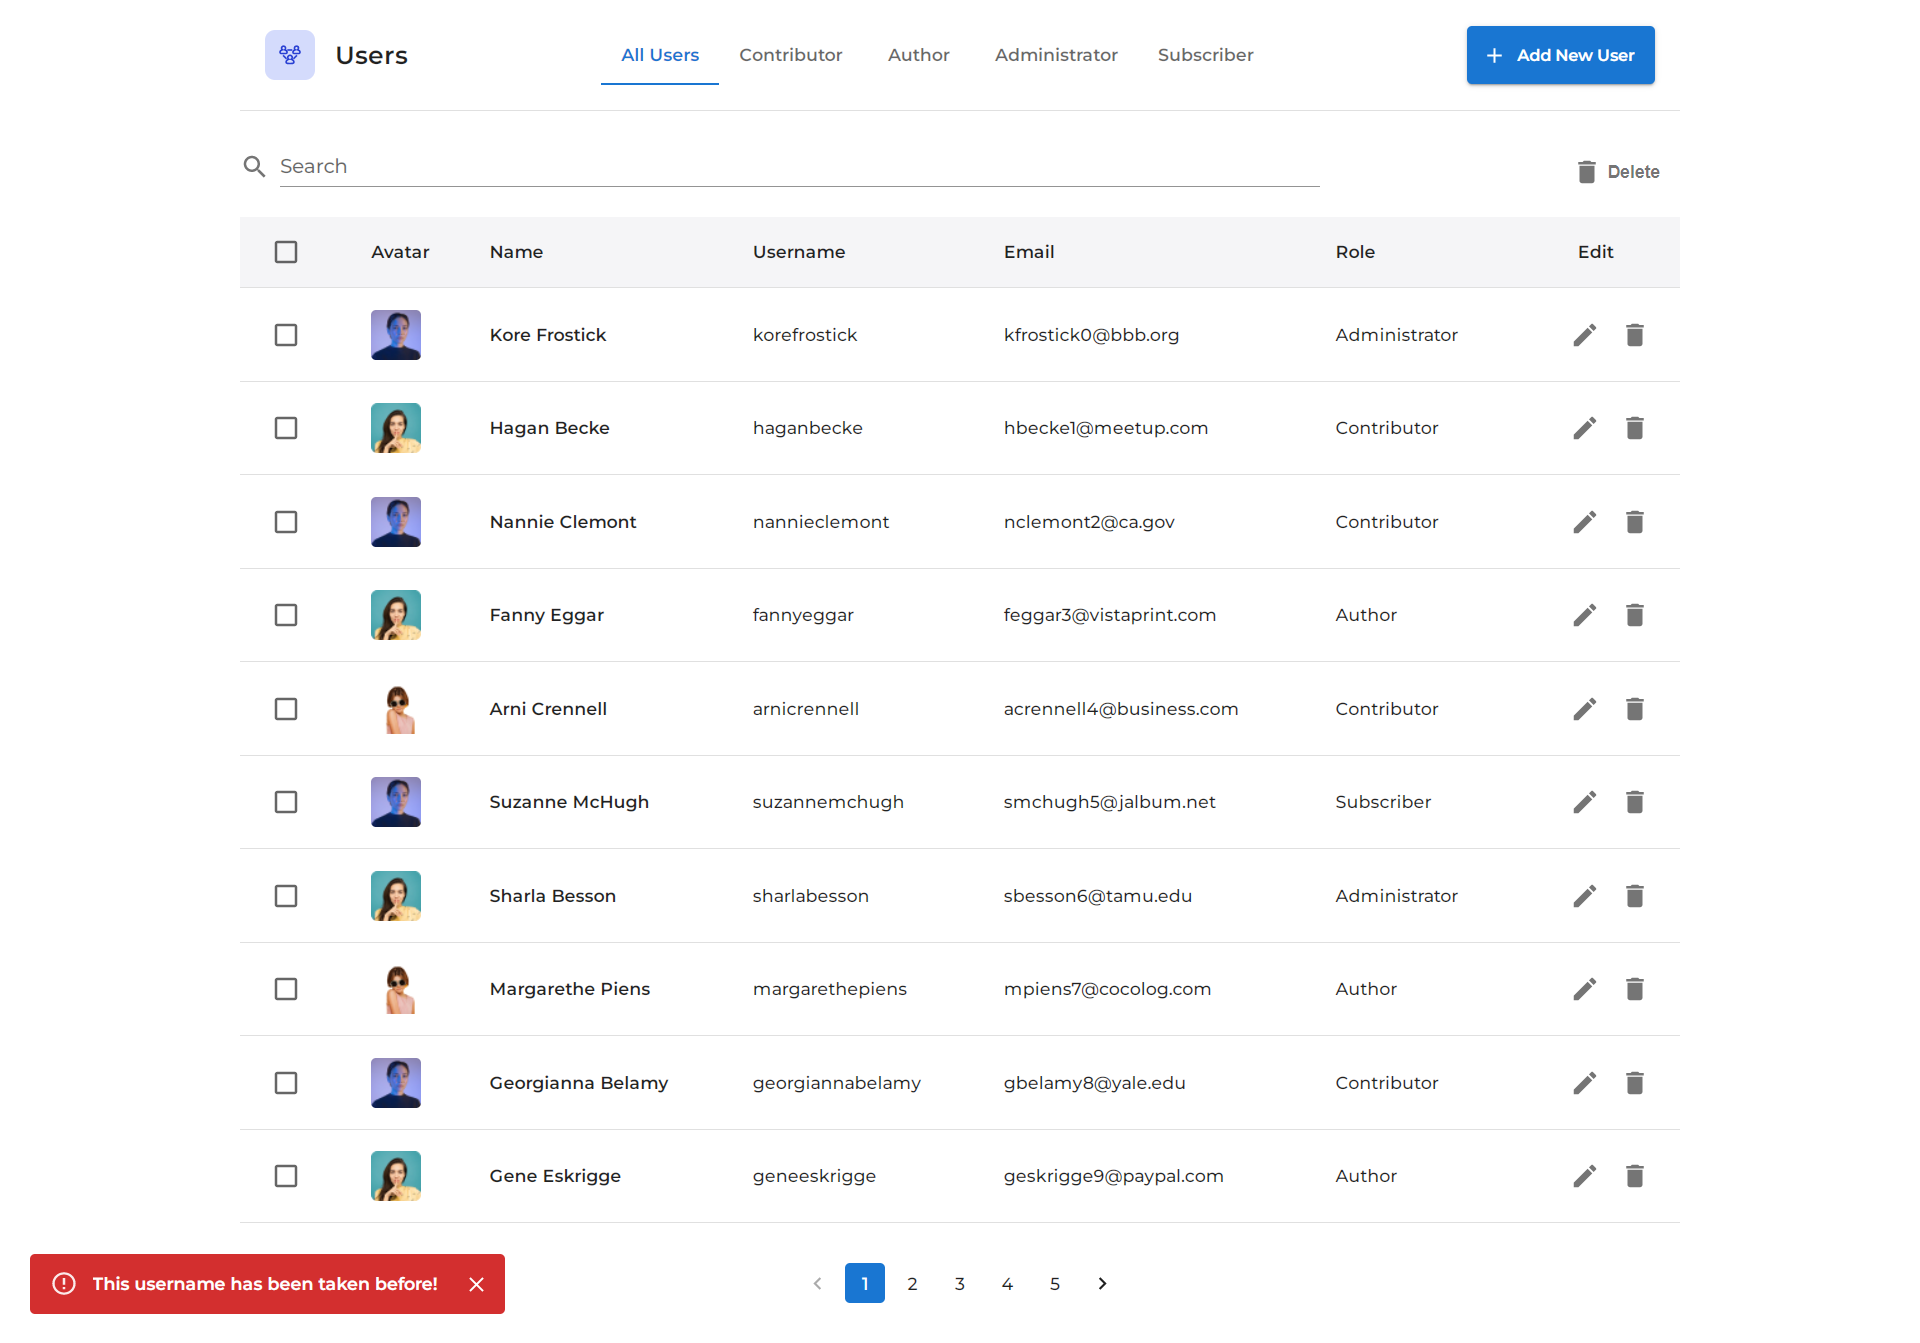 Users
All Users Contributor Author Administrator Subscriber
Add New User
Search
Delete
Avatar Name Username Email Role Edit
Kore Frostick korefrostick kfrostick0@bbb.org Administrator
Hagan Becke haganbecke hbecke1@meetup.com Contributor
Nannie Clemont nannieclemont nclemont2@ca.gov Contributor
Fanny Eggar fannyeggar feggar3@vistaprint.com Author
Arni Crennell arnicrennell acrennell4@business.com Contributor
Suzanne McHugh suzannemchugh smchugh5@jalbum.net Subscriber
Sharla Besson sharlabesson sbesson6@tamu.edu Administrator
Margarethe Piens margarethepiens mpiens7@cocolog.com Author
Georgianna Belamy georgiannabelamy gbelamy8@yale.edu Contributor
Gene Eskrigge geneeskrigge geskrigge9@paypal.com Author
This username has been taken before!
1 2 3 4 5